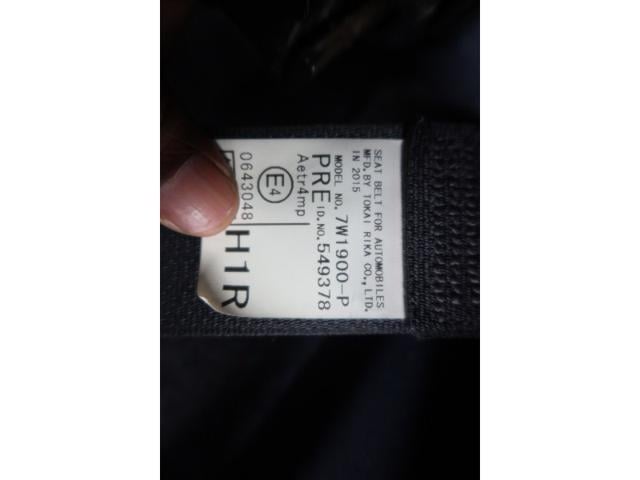 SEAT BELT FOR AUTOMOBILES
MFD. BY TOKAI RIKA CO., LTD.
IN 2015
MODEL NO. 7W1900-P
PRE ID.NO. 549378
Aetr4mp
E4
0643048
H1R